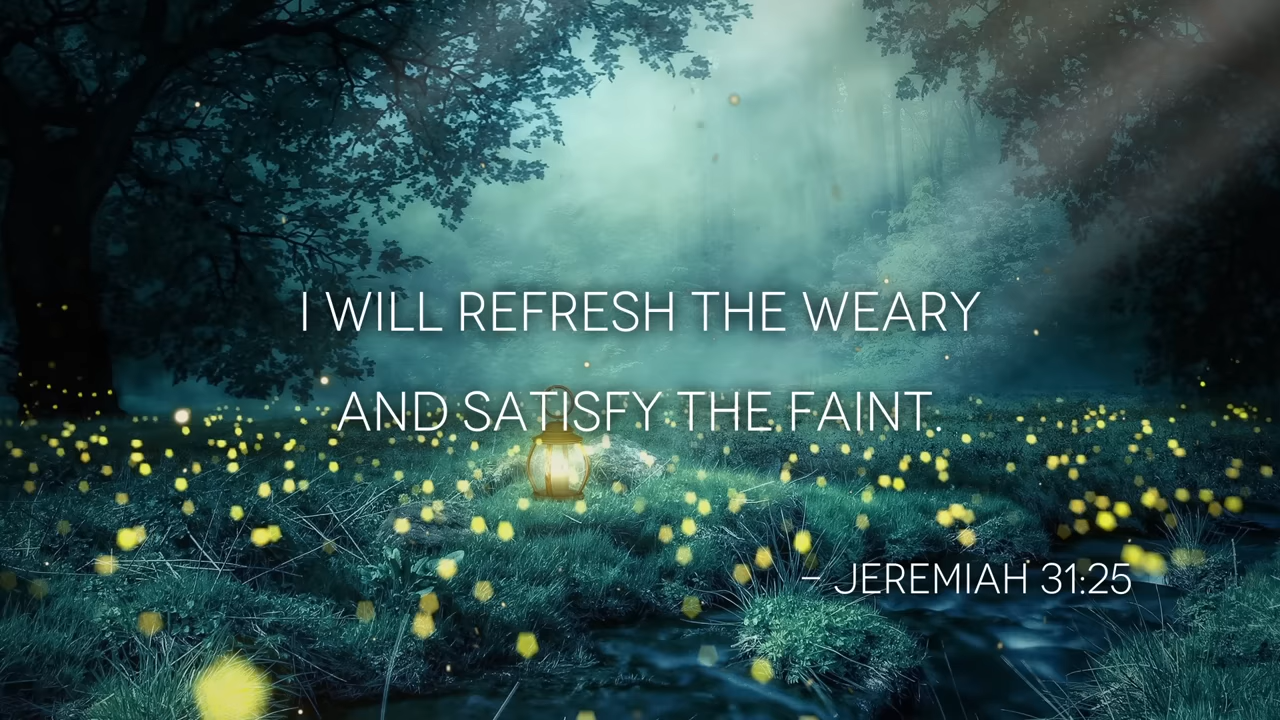 I WILL REFRESH THE WEARY
AND SATISFY THE FAINT.
– JEREMIAH 31:25